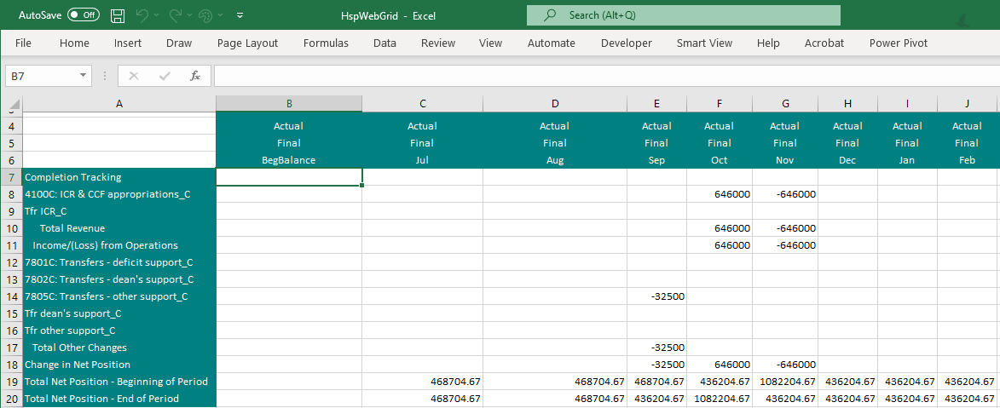 AutoSave Off HspWebGrid - Excel Search (Alt+Q)
File Home Insert Draw Page Layout Formulas Data Review View Automate Developer Smart View Help Acrobat Power Pivot
B7 fx
A B C D E F G H I J
4 Actual Actual Actual Actual Actual Actual Actual Actual Actual
5 Final Final Final Final Final Final Final Final Final
6 BegBalance Jul Aug Sep Oct Nov Dec Jan Feb
7 Completion Tracking
8 4100C: ICR & CCF appropriations_C 646000 -646000
9 Tfr ICR_C
10 Total Revenue 646000 -646000
11 Income/(Loss) from Operations 646000 -646000
12 7801C: Transfers - deficit support_C
13 7802C: Transfers - dean's support_C
14 7805C: Transfers - other support_C -32500
15 Tfr dean's support_C
16 Tfr other support_C
17 Total Other Changes -32500
18 Change in Net Position -32500 646000 -646000
19 Total Net Position - Beginning of Period 468704.67 468704.67 468704.67 436204.67 1082204.67 436204.67 436204.67 436204.67
20 Total Net Position - End of Period 468704.67 468704.67 436204.67 1082204.67 436204.67 436204.67 436204.67 436204.67